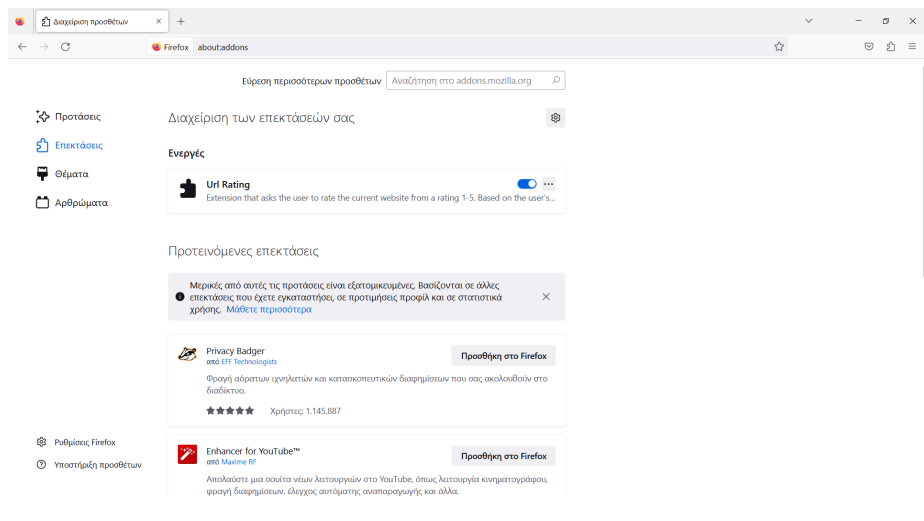 Διαχείριση προσθέτων
Firefox about:addons
Εύρεση περισσότερων προσθέτων Αναζήτηση στο addons.mozilla.org
Προτάσεις
Επεκτάσεις
Θέματα
Αρθρώματα
Διαχείριση των επεκτάσεών σας
Ενεργές
Url Rating
Extension that asks the user to rate the current website from a rating 1-5. Based on the user's...
Προτεινόμενες επεκτάσεις
Μερικές από αυτές τις προτάσεις είναι εξατομικευμένες. Βασίζονται σε άλλες
επεκτάσεις που έχετε εγκαταστήσει, σε προτιμήσεις προφίλ και σε στατιστικά
χρήσης. Μάθετε περισσότερα
Privacy Badger
από EFF Technologists
Προσθήκη στο Firefox
Φραγή αόρατων ιχνηλατών και κατασκοπευτικών διαφημίσεων που σας ακολουθούν στο
διαδίκτυο.
Χρήστες: 1.145.887
Enhancer for YouTube™
από Maxime RF
Προσθήκη στο Firefox
Απολαύστε μια σουίτα νέων λειτουργιών στο YouTube, όπως λειτουργία κινηματογράφου,
φραγή διαφημίσεων, έλεγχος αυτόματης αναπαραγωγής και άλλα.
Ρυθμίσεις Firefox
Υποστήριξη προσθέτων